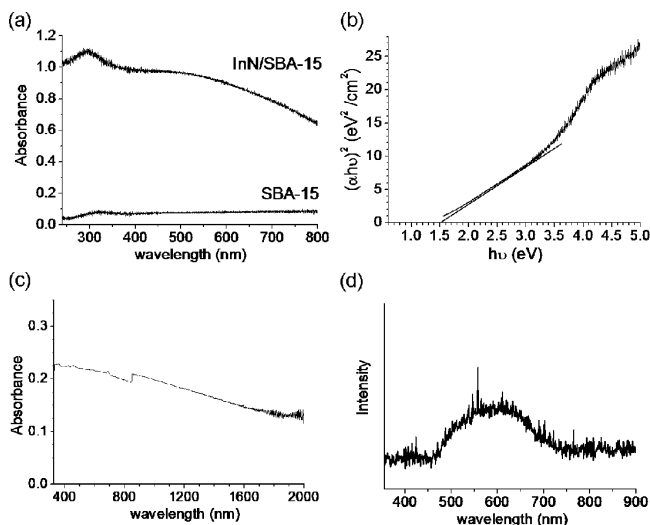 (a)
InN/SBA-15
SBA-15
Absorbance
1.2
1.0
0.8
0.6
0.4
0.2
0.0
300 400 500 600 700 800
wavelength (nm)
(b)
(αhυ)² (eV²/cm²)
25
20
15
10
5
0
1.0 1.5 2.0 2.5 3.0 3.5 4.0 4.5 5.0
hυ (eV)
(c)
Absorbance
0.3
0.2
0.1
0.0
400 800 1200 1600 2000
wavelength (nm)
(d)
Intensity
400 500 600 700 800 900
wavelength (nm)